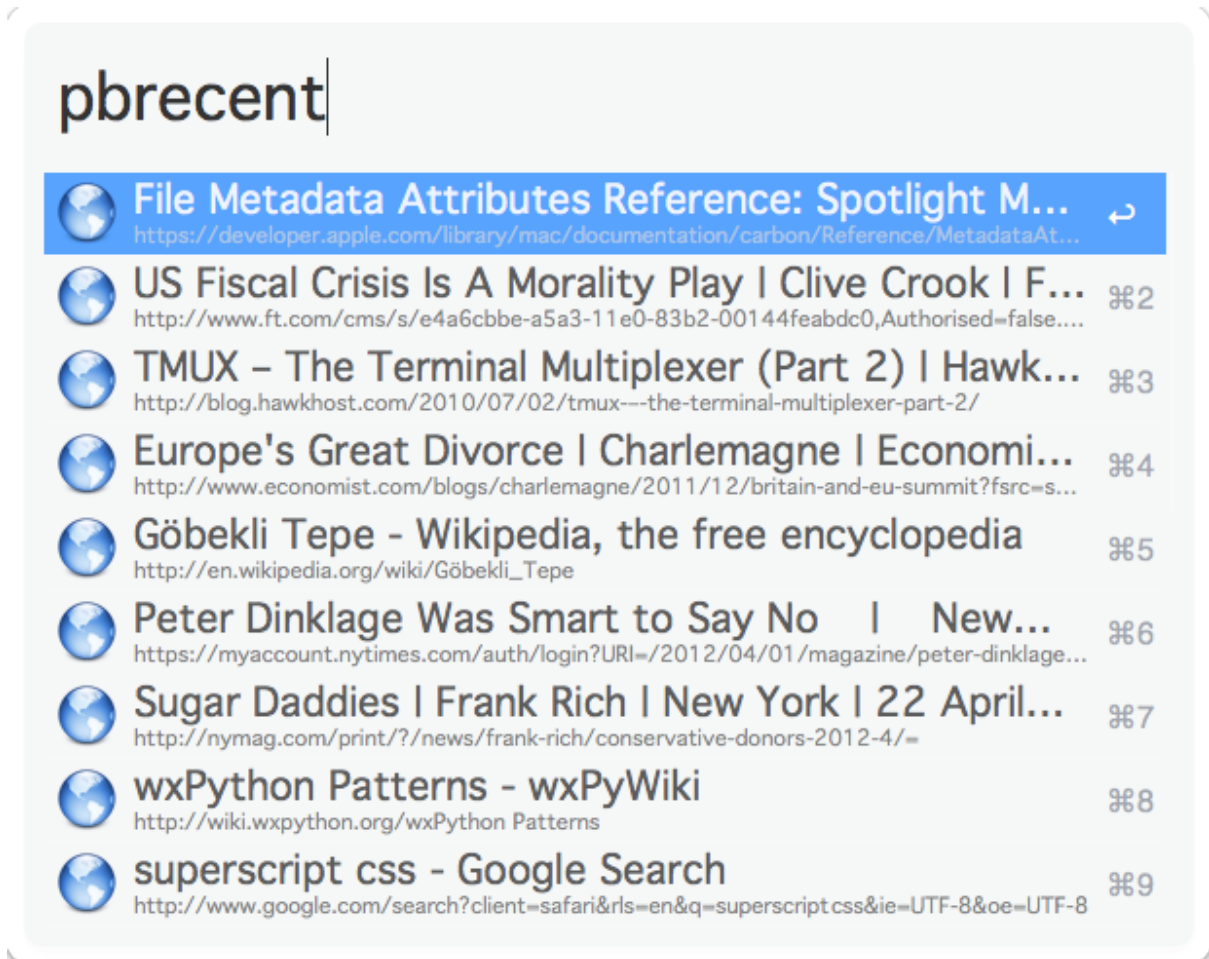 pbrecent
File Metadata Attributes Reference: Spotlight M...
https://developer.apple.com/library/mac/documentation/carbon/Reference/MetadataAt...
↩
US Fiscal Crisis Is A Morality Play | Clive Crook | F...
http://www.ft.com/cms/s/e4a6cbbe-a5a3-11e0-83b2-00144feabdc0,Authorised=false....
⌘2
TMUX – The Terminal Multiplexer (Part 2) | Hawk...
http://blog.hawkhost.com/2010/07/02/tmux-–-the-terminal-multiplexer-part-2/
⌘3
Europe's Great Divorce | Charlemagne | Economi...
http://www.economist.com/blogs/charlemagne/2011/12/britain-and-eu-summit?fsrc=s...
⌘4
Göbekli Tepe - Wikipedia, the free encyclopedia
http://en.wikipedia.org/wiki/Göbekli_Tepe
⌘5
Peter Dinklage Was Smart to Say No | New...
https://myaccount.nytimes.com/auth/login?URI=/2012/04/01/magazine/peter-dinklage...
⌘6
Sugar Daddies | Frank Rich | New York | 22 April...
http://nymag.com/print/?/news/frank-rich/conservative-donors-2012-4/=
⌘7
wxPython Patterns - wxPyWiki
http://wiki.wxpython.org/wxPython Patterns
⌘8
superscript css - Google Search
http://www.google.com/search?client=safari&rls=en&q=superscript css&ie=UTF-8&oe=UTF-8
⌘9